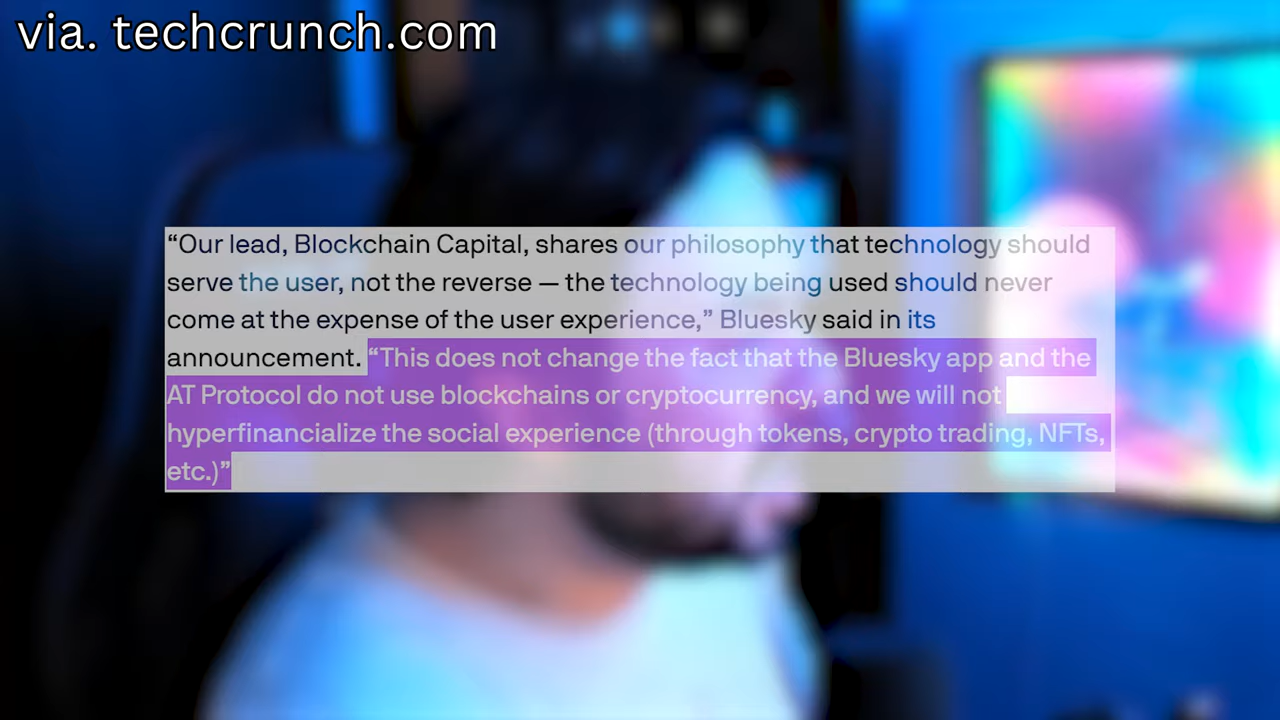 via. techcrunch.com
“Our lead, Blockchain Capital, shares our philosophy that technology should
serve the user, not the reverse — the technology being used should never
come at the expense of the user experience,” Bluesky said in its
announcement. “This does not change the fact that the Bluesky app and the
AT Protocol do not use blockchains or cryptocurrency, and we will not
hyperfinancialize the social experience (through tokens, crypto trading, NFTs,
etc.)”